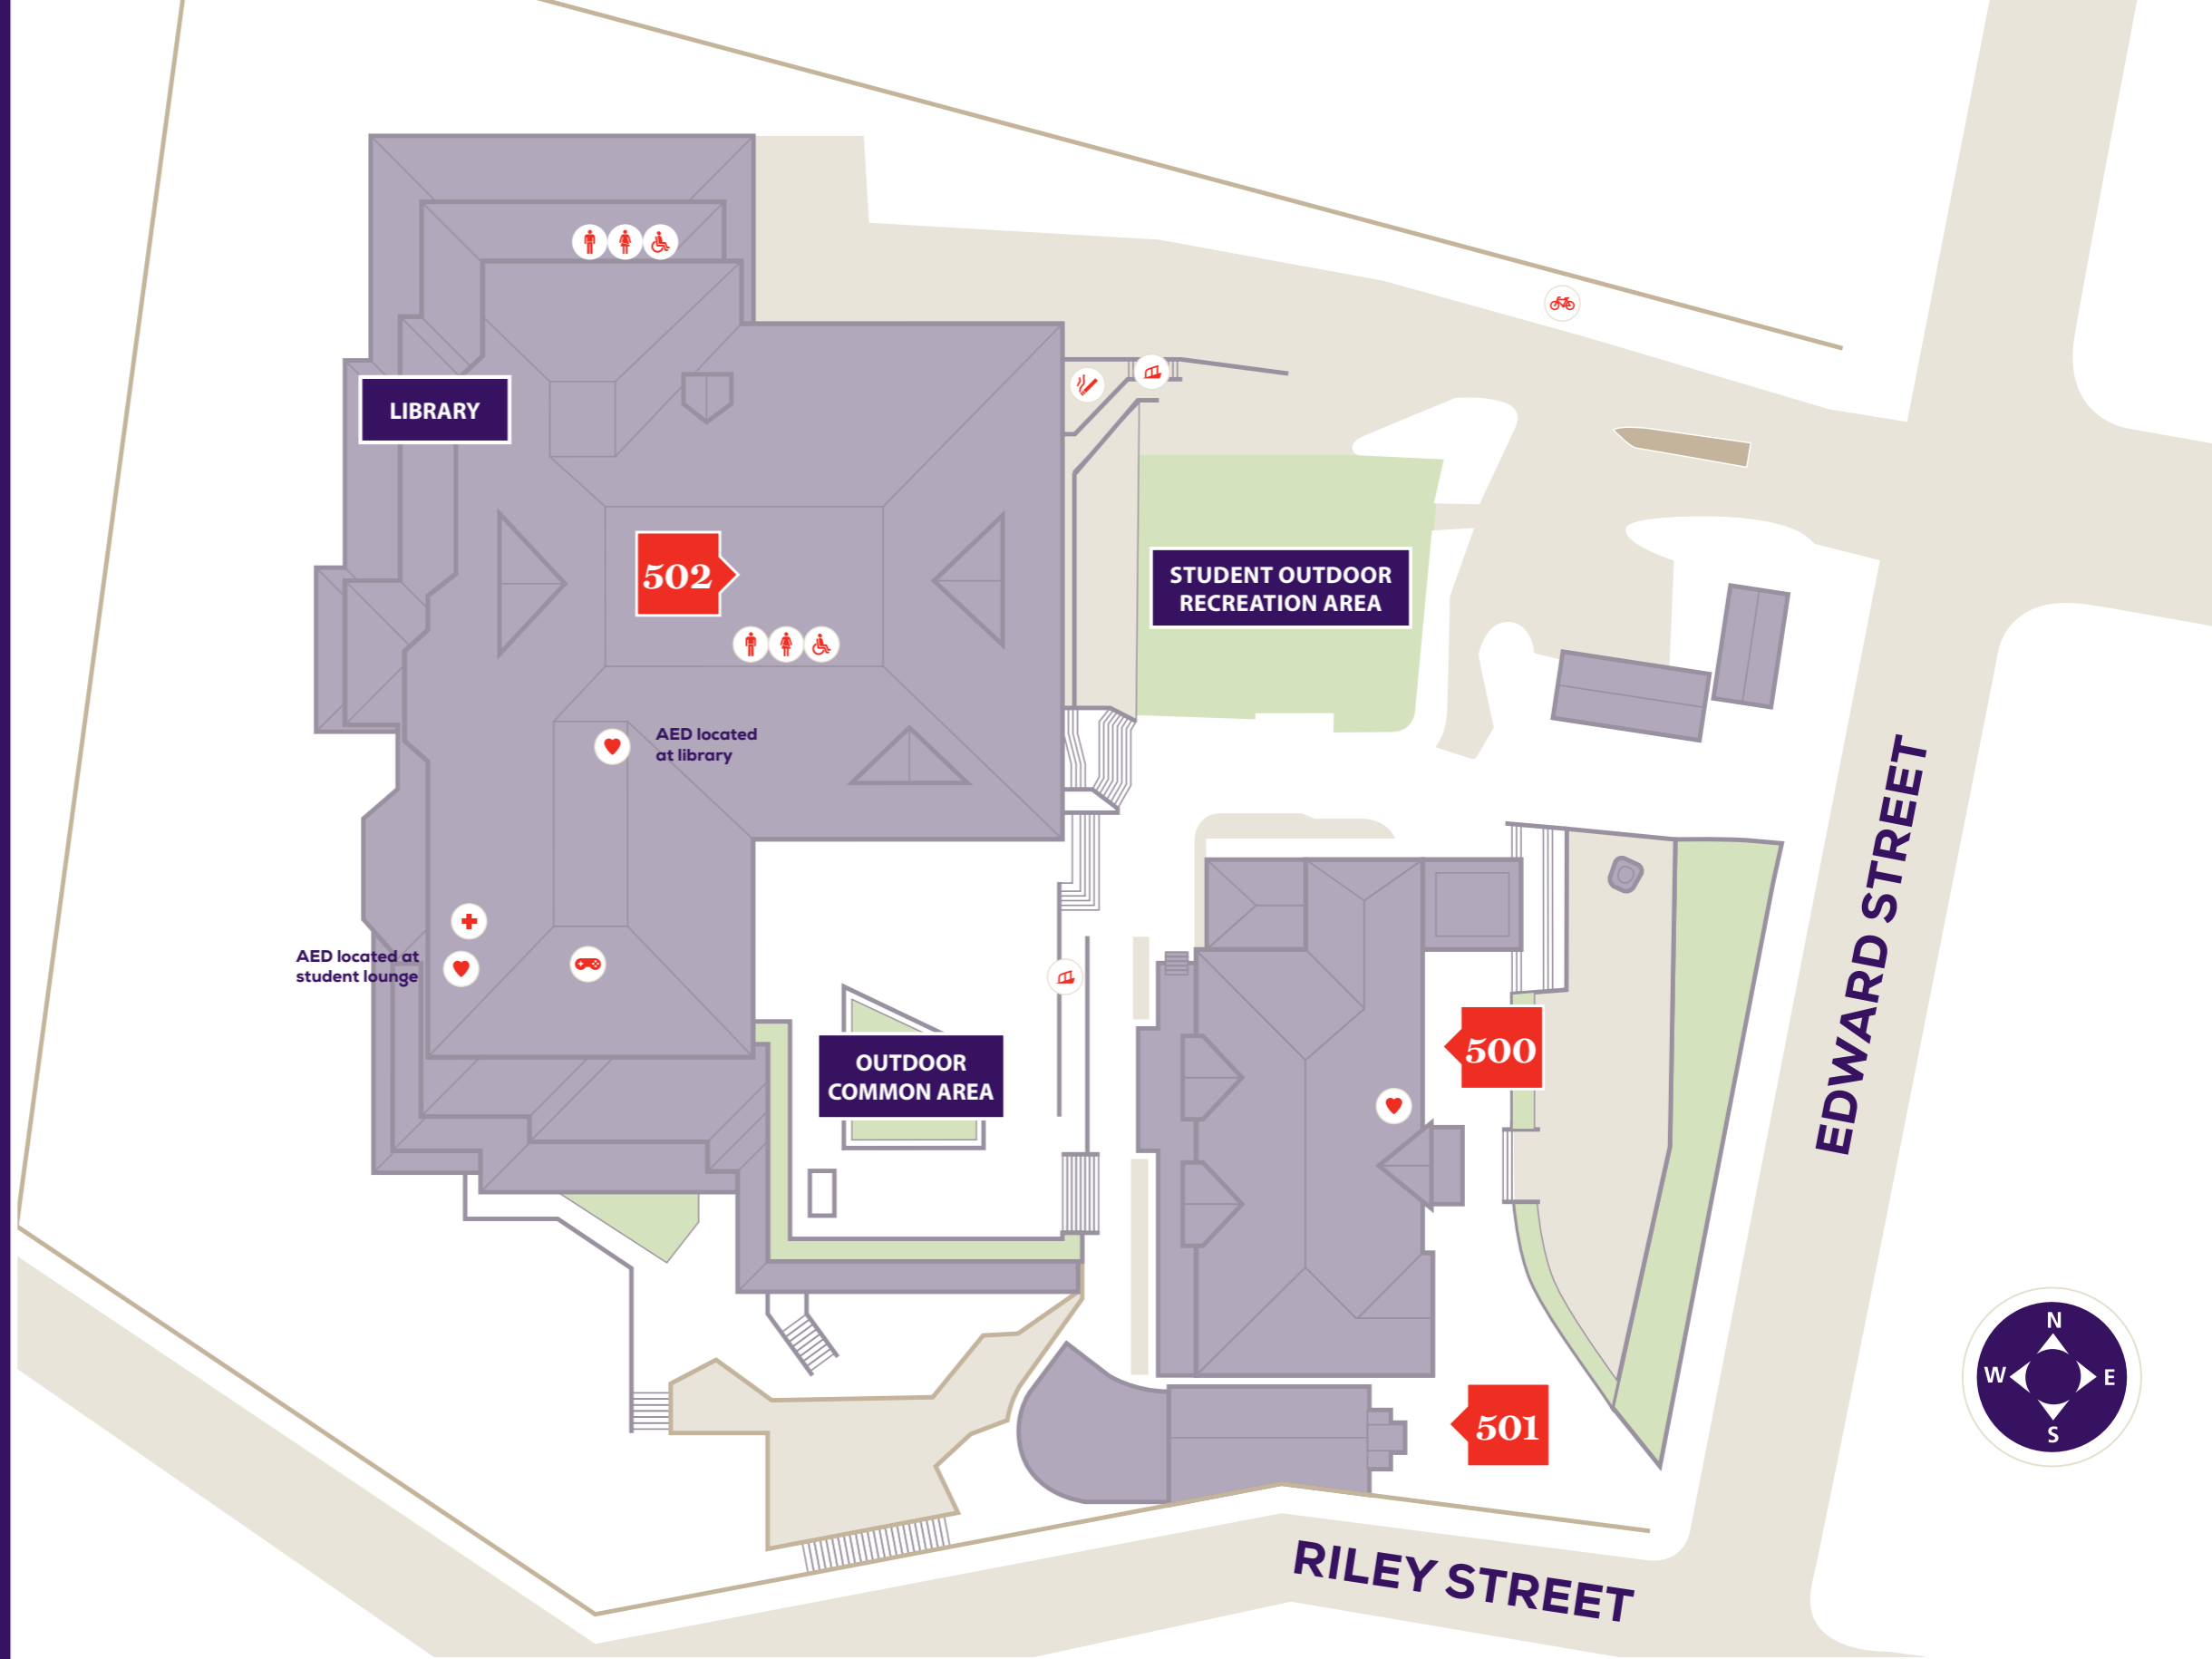 LIBRARY
502
STUDENT OUTDOOR
RECREATION AREA
AED located
at library
AED located at
student lounge
OUTDOOR
COMMON AREA
500
501
EDWARD STREET
RILEY STREET
N
W
E
S